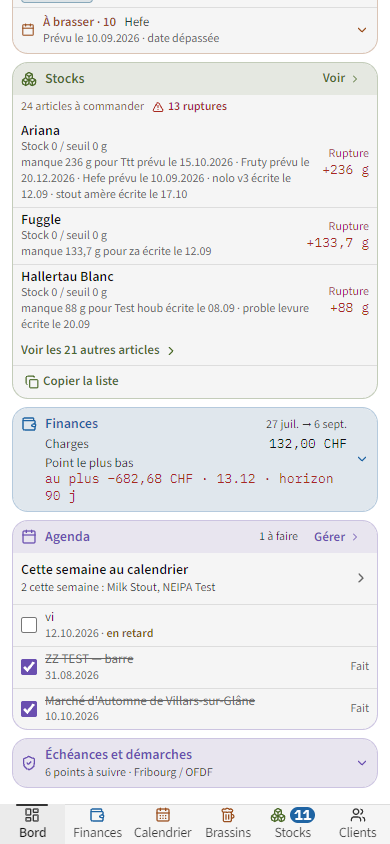 À brasser · 10 Hefe
Prévu le 10.09.2026 · date dépassée
Stocks Voir
24 articles à commander 13 ruptures
Ariana
Stock 0 / seuil 0 g
manque 236 g pour Ttt prévu le 15.10.2026 · Fruty prévu le
20.12.2026 · Hefe prévu le 10.09.2026 · nolo v3 écrite le
12.09 · stout amère écrite le 17.10
Rupture
+236 g
Fuggle
Stock 0 / seuil 0 g
manque 133,7 g pour za écrite le 12.09
Rupture
+133,7 g
Hallertau Blanc
Stock 0 / seuil 0 g
manque 88 g pour Test houb écrite le 08.09 · proble levure
écrite le 20.09
Rupture
+88 g
Voir les 21 autres articles
Copier la liste
Finances 27 juil. → 6 sept.
Charges 132,00 CHF
Point le plus bas
au plus −682,68 CHF · 13.12 · horizon
90 j
Agenda 1 à faire Gérer
Cette semaine au calendrier
2 cette semaine : Milk Stout, NEIPA Test
vi
12.10.2026 · en retard
ZZ TEST — barre
31.08.2026
Fait
Marché d'Automne de Villars-sur-Glâne
10.10.2026
Fait
Échéances et démarches
6 points à suivre · Fribourg / OFDF
Bord Finances Calendrier Brassins Stocks 11 Clients